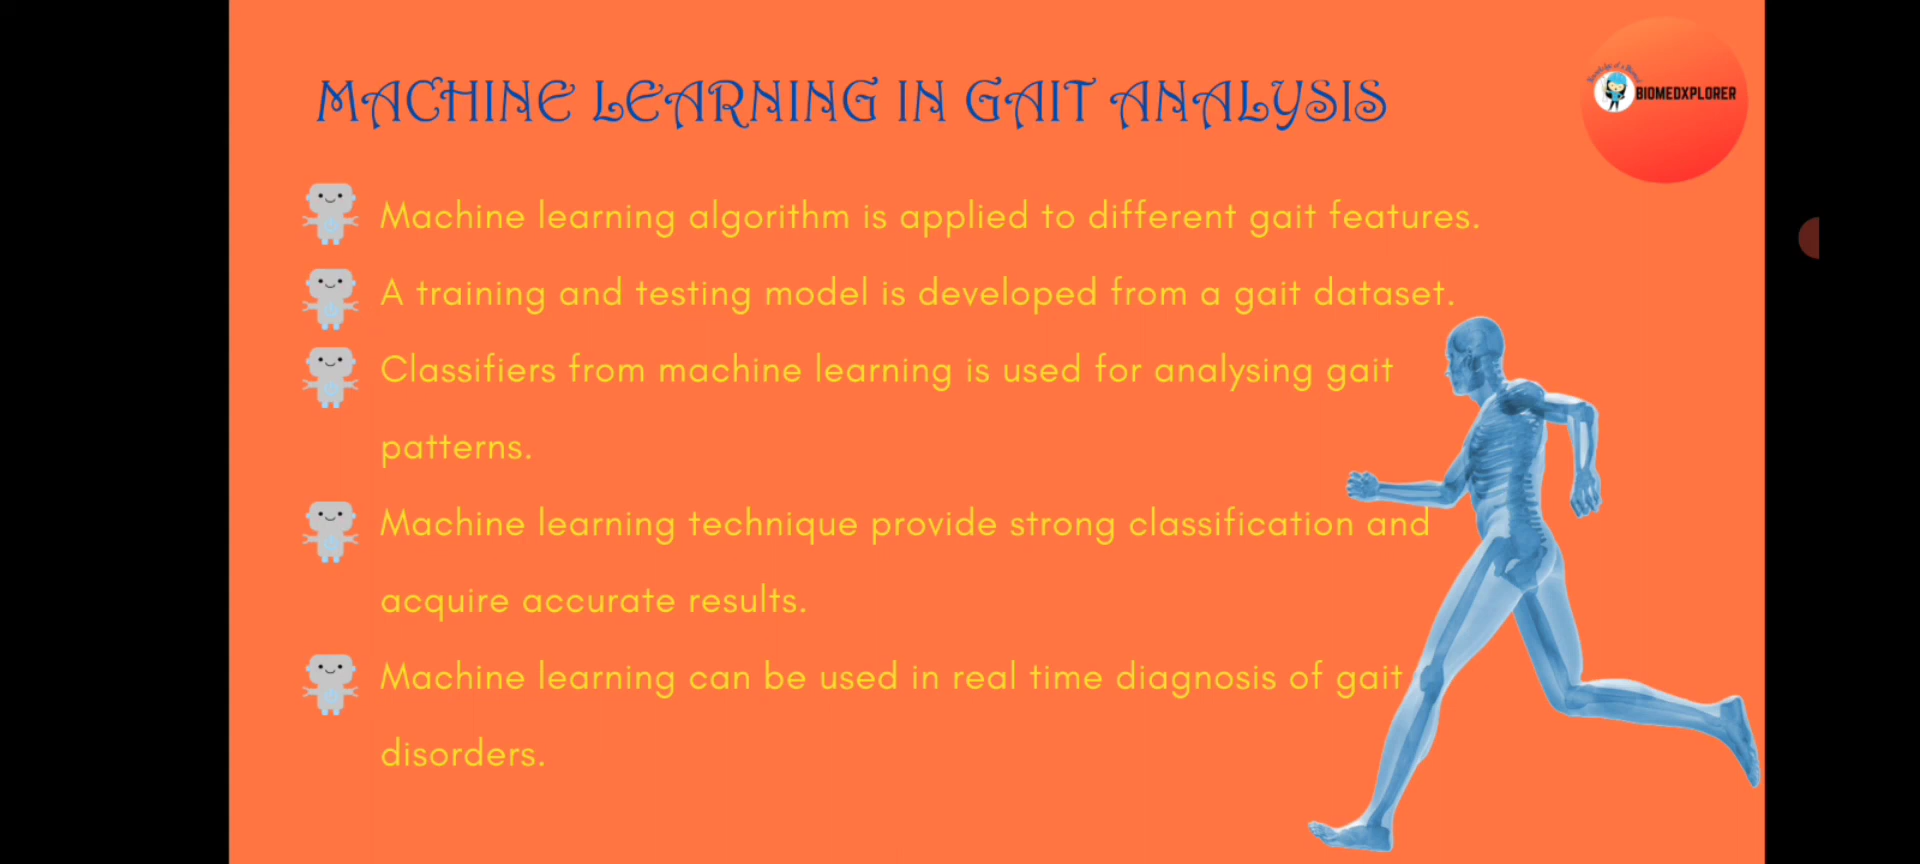 MACHINE LEARNING IN GAIT ANALYSIS
BIOMEDXPLORER
Machine learning algorithm is applied to different gait features.
A training and testing model is developed from a gait dataset.
Classifiers from machine learning is used for analysing gait
patterns.
Machine learning technique provide strong classification and
acquire accurate results.
Machine learning can be used in real time diagnosis of gait
disorders.